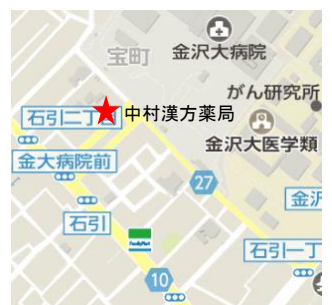 宝町
金沢大病院
がん研究所
石引二丁
中村漢方薬局
金沢大医学類
金大病院前
27
金沢
石引
FamilyMart
石引一丁
10